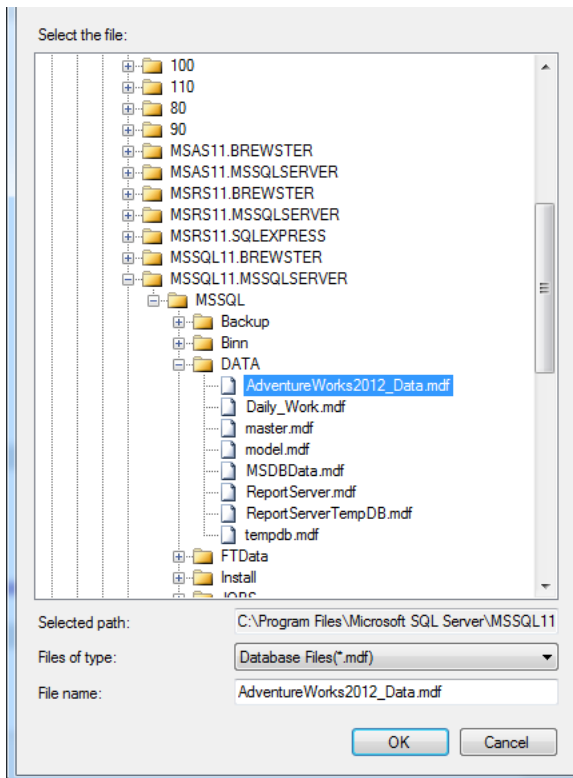 Select the file:
100
110
80
90
MSAS11.BREWSTER
MSAS11.MSSQLSERVER
MSRS11.BREWSTER
MSRS11.MSSQLSERVER
MSRS11.SQLEXPRESS
MSSQL11.BREWSTER
MSSQL11.MSSQLSERVER
MSSQL
Backup
Binn
DATA
AdventureWorks2012_Data.mdf
Daily_Work.mdf
master.mdf
model.mdf
MSDBData.mdf
ReportServer.mdf
ReportServerTempDB.mdf
tempdb.mdf
FTData
Install
JOBS
Selected path: C:\Program Files\Microsoft SQL Server\MSSQL11
Files of type: Database Files(*.mdf)
File name: AdventureWorks2012_Data.mdf
OK Cancel